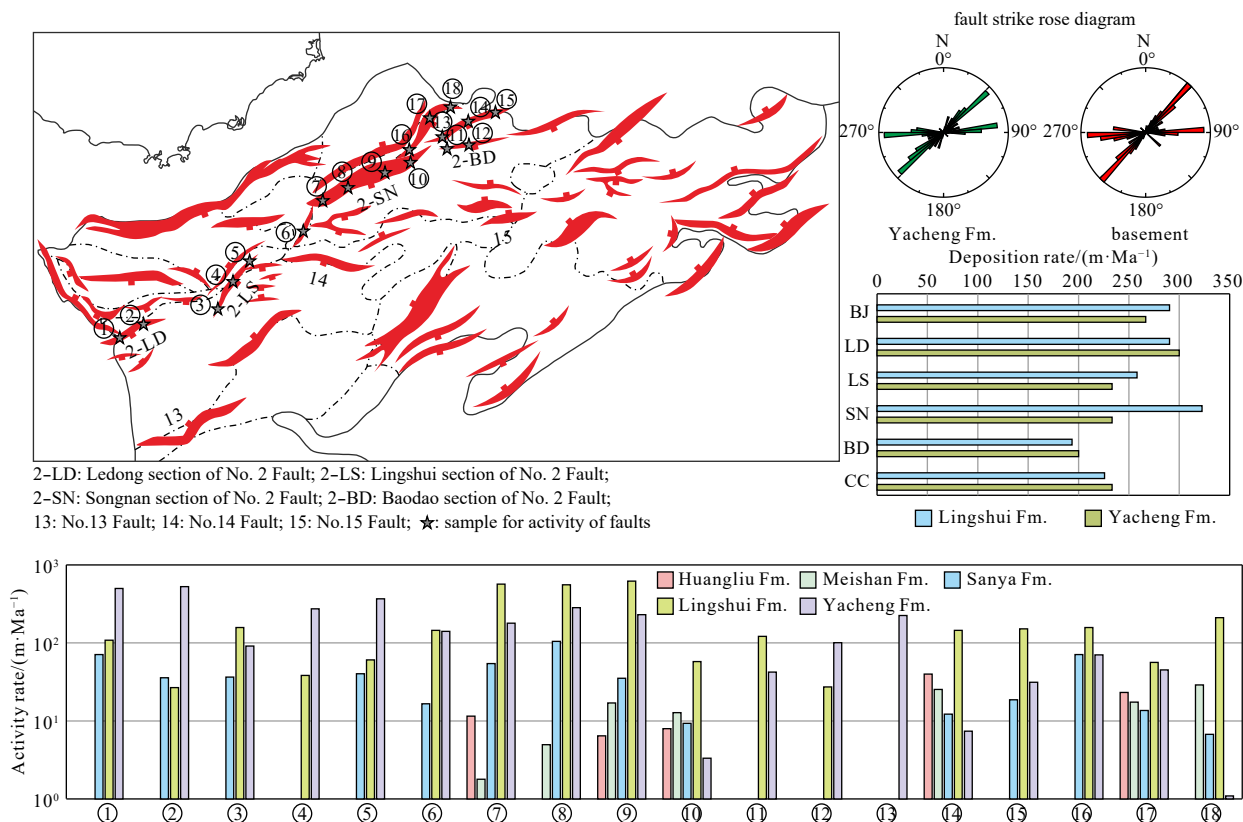 fault strike rose diagram
N
0°
270°
90°
180°
Yacheng Fm.
N
0°
270°
90°
180°
basement
⑱
⑰
⑭
⑮
⑬
⑯
⑪
⑫
2-BD
⑨
⑩
⑧
⑦
2-SN
⑥
15
⑤
14
④
③
2-LS
②
①
2-LD
13
Deposition rate/(m·Ma⁻¹)
0 50 100 150 200 250 300 350
BJ
LD
LS
SN
BD
CC
Lingshui Fm. Yacheng Fm.
2-LD: Ledong section of No. 2 Fault; 2-LS: Lingshui section of No. 2 Fault;
2-SN: Songnan section of No. 2 Fault; 2-BD: Baodao section of No. 2 Fault;
13: No.13 Fault; 14: No.14 Fault; 15: No.15 Fault; ☆: sample for activity of faults
Activity rate/(m·Ma⁻¹)
10³
10²
10¹
10⁰
Huangliu Fm. Meishan Fm. Sanya Fm.
Lingshui Fm. Yacheng Fm.
① ② ③ ④ ⑤ ⑥ ⑦ ⑧ ⑨ ⑩ ⑪ ⑫ ⑬ ⑭ ⑮ ⑯ ⑰ ⑱